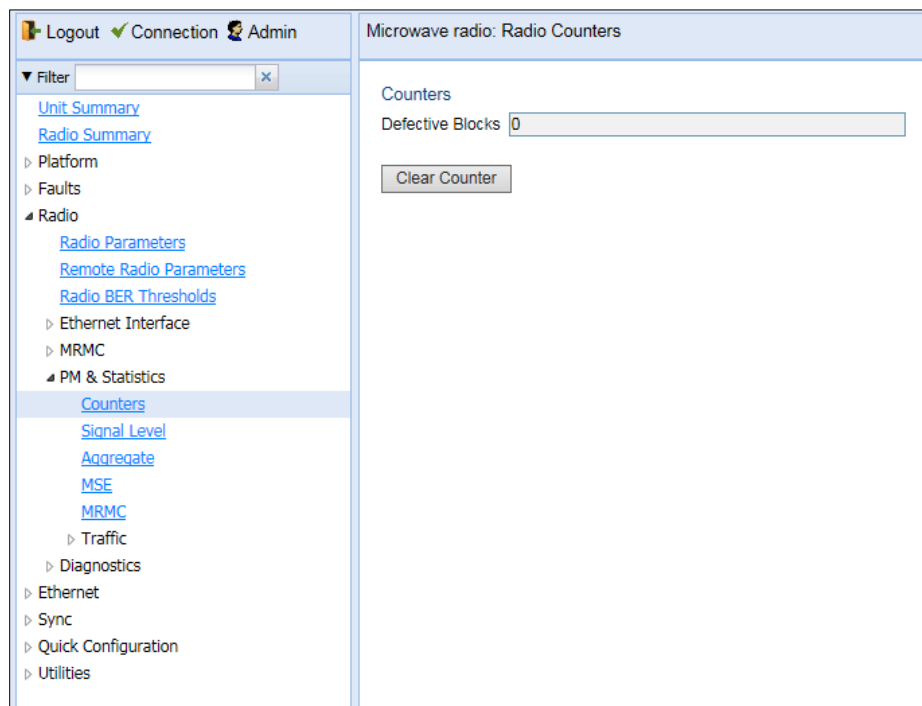 Logout Connection Admin
Filter
Unit Summary
Radio Summary
Platform
Faults
Radio
Radio Parameters
Remote Radio Parameters
Radio BER Thresholds
Ethernet Interface
MRMC
PM & Statistics
Counters
Signal Level
Aggregate
MSE
MRMC
Traffic
Diagnostics
Ethernet
Sync
Quick Configuration
Utilities
Microwave radio: Radio Counters
Counters
Defective Blocks 0
Clear Counter